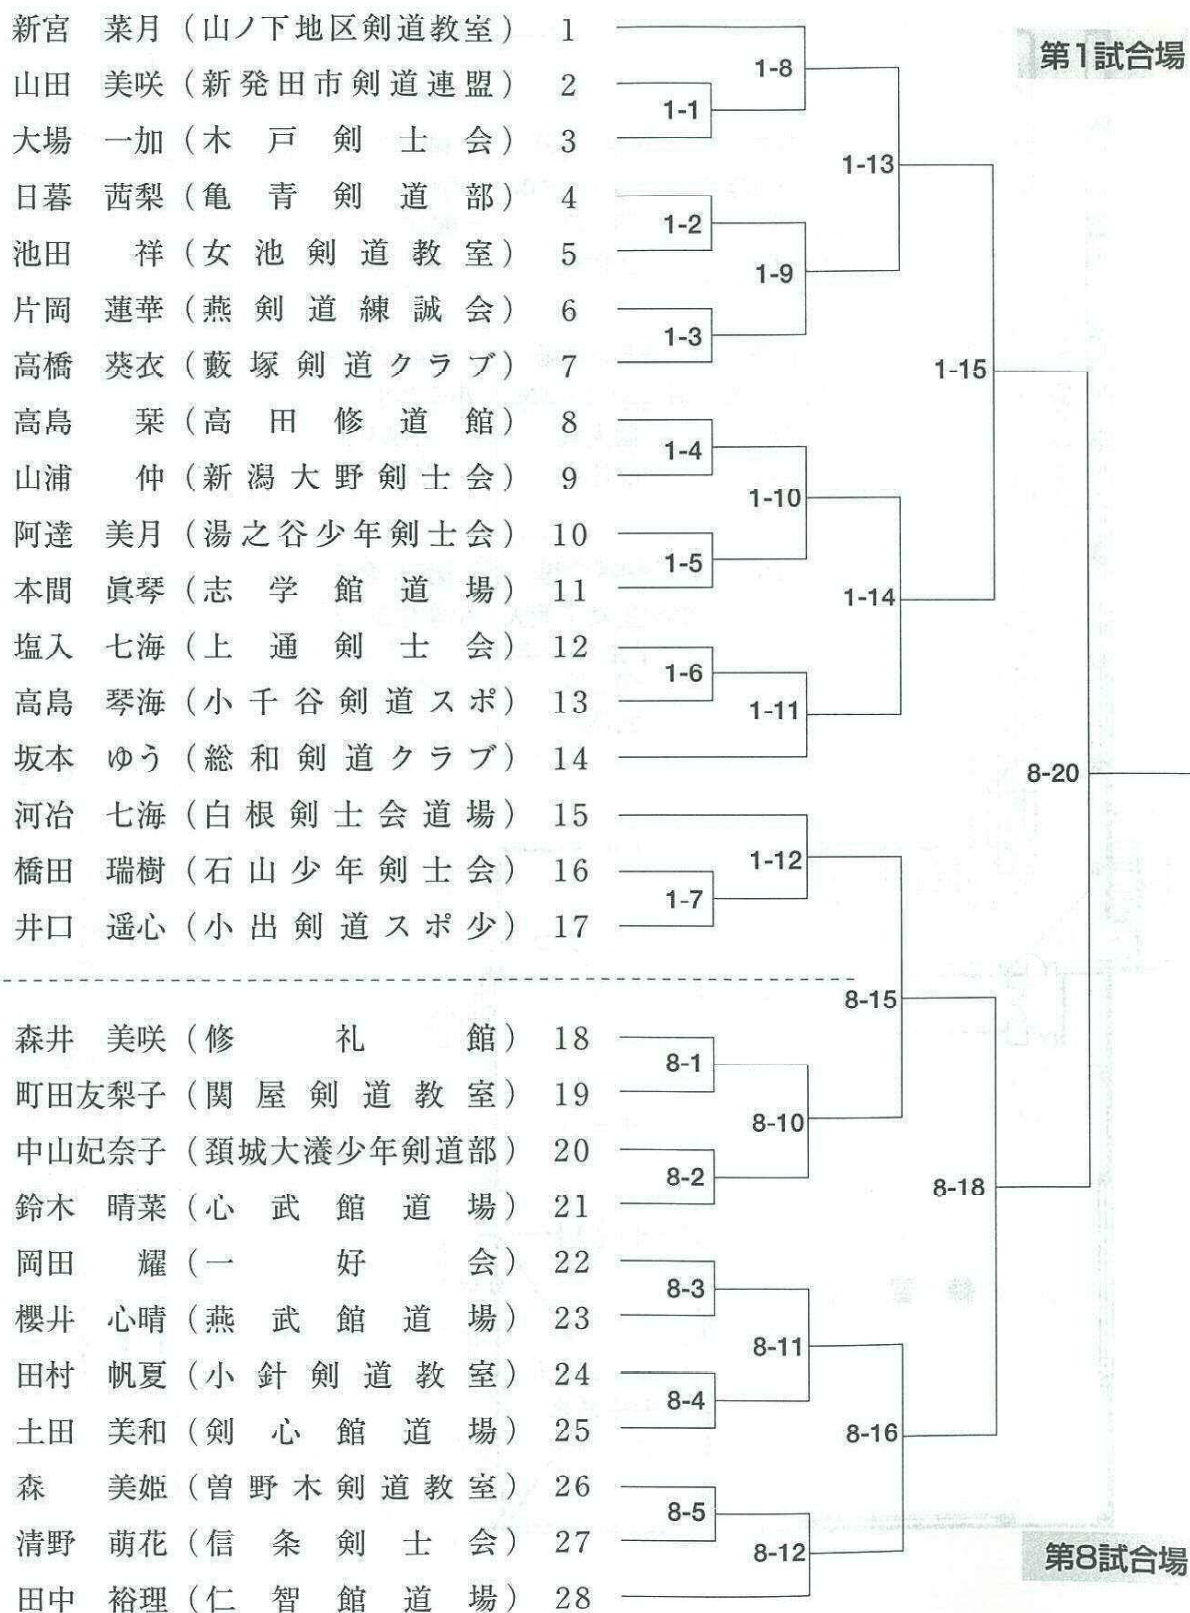 新宮 菜月（山ノ下地区剣道教室） 1
山田 美咲（新発田市剣道連盟） 2
大場 一加（木戸剣士会） 3
日暮 茜梨（亀青剣道部） 4
池田 祥（女池剣道教室） 5
片岡 蓮華（燕剣道練誠会） 6
高橋 葵衣（藪塚剣道クラブ） 7
高島 栞（高田修道館） 8
山浦 仲（新潟大野剣士会） 9
阿達 美月（湯之谷少年剣士会） 10
本間 眞琴（志学館道場） 11
塩入 七海（上通剣士会） 12
高島 琴海（小千谷剣道スポ） 13
坂本 ゆう（総和剣道クラブ） 14
河治 七海（白根剣士会道場） 15
橋田 瑞樹（石山少年剣士会） 16
井口 遥心（小出剣道スポ少） 17
森井 美咲（修礼館） 18
町田友梨子（関屋剣道教室） 19
中山妃奈子（頚城大瀁少年剣道部） 20
鈴木 晴菜（心武館道場） 21
岡田 耀（一好会） 22
櫻井 心晴（燕武館道場） 23
田村 帆夏（小針剣道教室） 24
土田 美和（剣心館道場） 25
森 美姫（曽野木剣道教室） 26
清野 萌花（信条剣士会） 27
田中 裕理（仁智館道場） 28
1-1
1-2
1-3
1-4
1-5
1-6
1-7
8-1
8-2
8-3
8-4
8-5
1-8
1-9
1-10
1-11
1-12
8-10
8-11
8-12
1-13
1-14
8-15
8-16
1-15
8-18
8-20
第1試合場
第8試合場